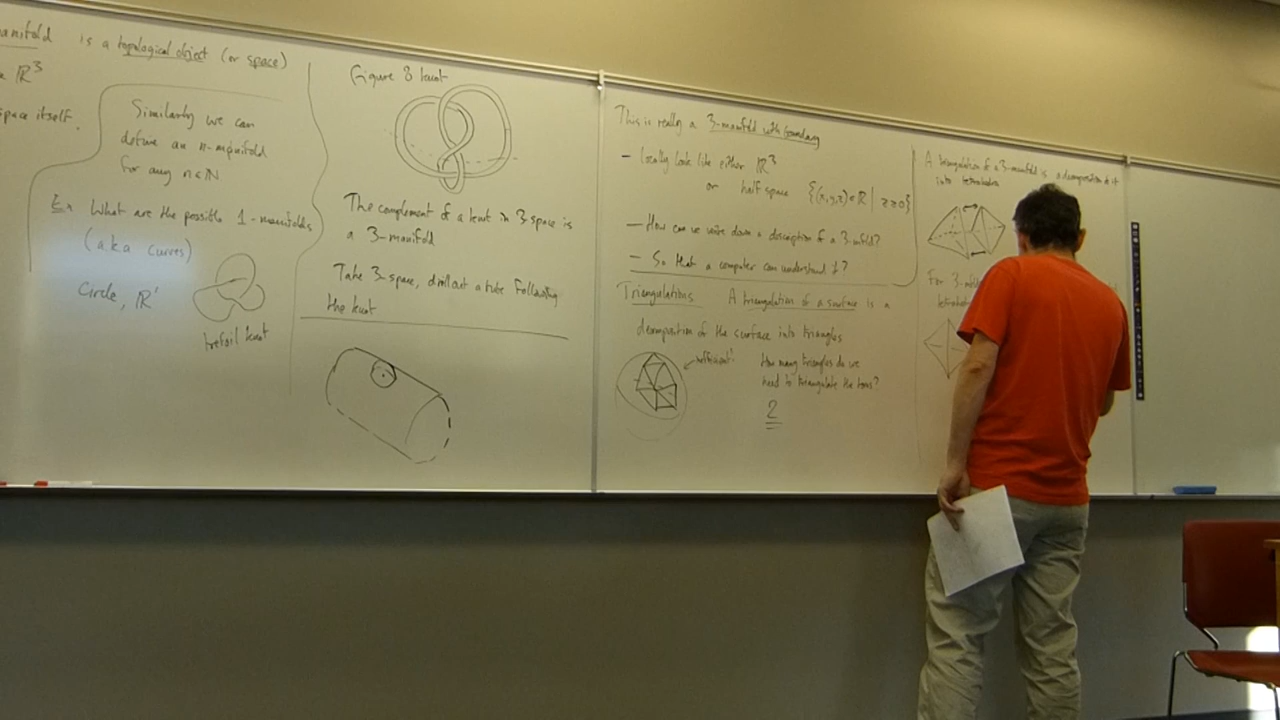 manifold is a topological object (or space)
ℝ³
space itself.
Similarly we can
define an n-manifold
for any n∈ℕ
Ex What are the possible 1-manifolds
(a.k.a curves)
Circle, ℝ¹
trefoil knot
Figure 8 knot
The complement of a knot in 3-space is
a 3-manifold
Take 3-space, drill out a tube following
the knot
This is really a 3-manifold with boundary
- locally look like either ℝ³
or half space {(x,y,z)∈ℝ | z≥0}
- How can we write down a description of a 3-mfld?
- So that a computer can understand it?
Triangulations A triangulation of a surface is a
decomposition of the surface into triangles
inefficient!
How many triangles do we
need to triangulate the torus?
2
A triangulation of a 3-manifold is a decomposition of it
into tetrahedra
For 3-mfld
tetrahedra